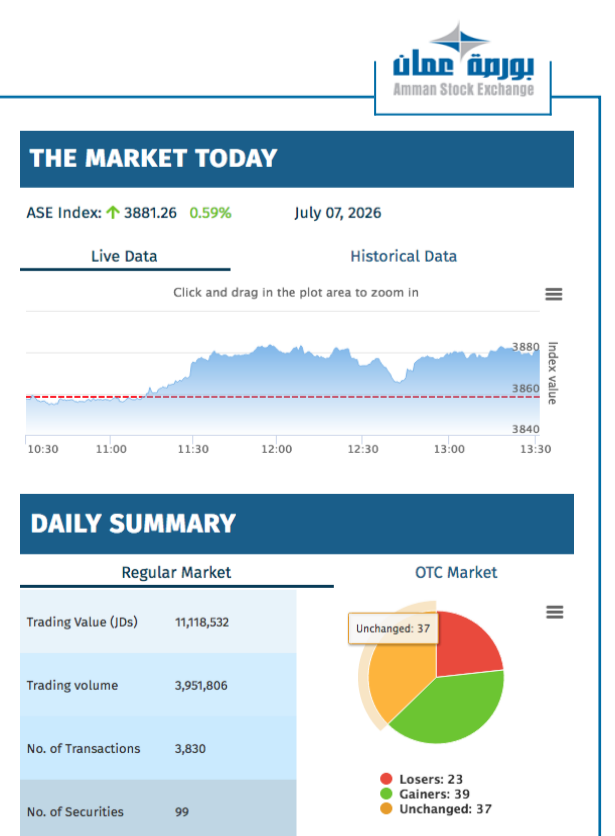 بورصة عمان
Amman Stock Exchange
THE MARKET TODAY
ASE Index: ↑ 3881.26 0.59% July 07, 2026
Live Data Historical Data
Click and drag in the plot area to zoom in
3880
3860
3840
Index value
10:30 11:00 11:30 12:00 12:30 13:00 13:30
DAILY SUMMARY
Regular Market OTC Market
Trading Value (JDs) 11,118,532
Trading volume 3,951,806
No. of Transactions 3,830
No. of Securities 99
Unchanged: 37
Losers: 23
Gainers: 39
Unchanged: 37